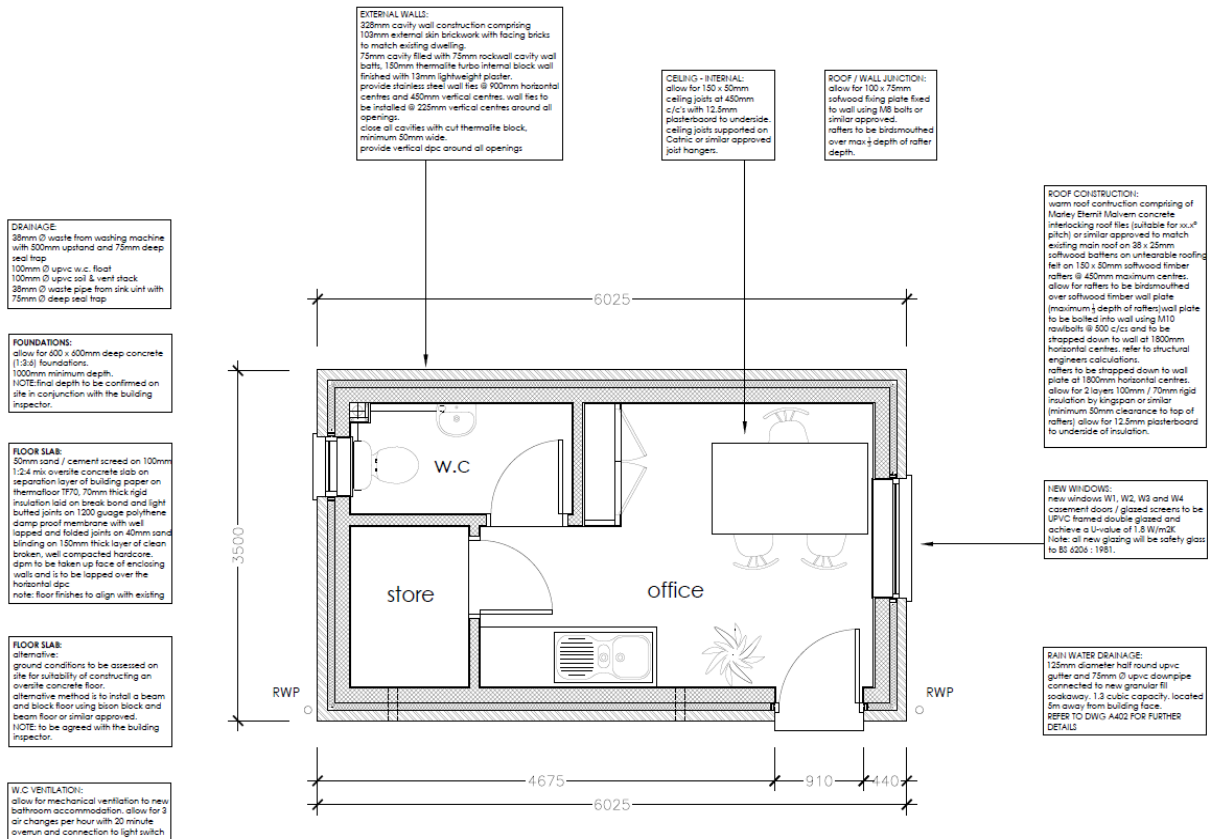 EXTERNAL WALLS:
328mm cavity wall construction comprising
103mm external skin brickwork with facing bricks
to match existing dwelling.
75mm cavity filled with 75mm rockwall cavity wall
batts, 150mm thermalite turbo internal block wall
finished with 13mm lightweight plaster.
provide stainless steel wall ties @ 900mm horizontal
centres and 450mm vertical centres. wall ties to
be installed @ 225mm vertical centres around all
openings.
close all cavities with cut thermalite block,
minimum 50mm wide.
provide vertical dpc around all openings
CEILING - INTERNAL:
allow for 150 x 50mm
ceiling joists at 450mm
c/c's with 12.5mm
plasterbaord to underside.
ceiling joists supported on
Catnic or similar approved
joist hangers.
ROOF / WALL JUNCTION:
allow for 100 x 75mm
sofwood fixing plate fixed
to wall using M8 bolts or
similar approved.
rafters to be birdsmouthed
over max ⅓ depth of rafter
depth.
ROOF CONSTRUCTION:
warm roof contruction comprising of
Marley Eternit Malvern concrete
interlocking roof tiles (suitable for xx.x°
pitch) or similar approved to match
existing main roof on 38 x 25mm
softwood battens on untearable roofing
felt on 150 x 50mm softwood timber
rafters @ 450mm maximum centres.
allow for rafters to be birdsmouthed
over softwood timber wall plate
(maximum ⅓ depth of rafters)wall plate
to be bolted into wall using M10
rawlbolts @ 500 c/cs and to be
strapped down to wall at 1800mm
horizontal centres. refer to structural
engineers calculations.
rafters to be strapped down to wall
plate at 1800mm horizontal centres.
allow for 2 layers 100mm / 70mm rigid
insulation by kingspan or similar
(minimum 50mm clearance to top of
rafters) allow for 12.5mm plasterboard
to underside of insulation.
DRAINAGE:
38mm Ø waste from washing machine
with 500mm upstand and 75mm deep
seal trap
100mm Ø upvc w.c. float
100mm Ø upvc soil & vent stack
38mm Ø waste pipe from sink uint with
75mm Ø deep seal trap
FOUNDATIONS:
allow for 600 x 600mm deep concrete
(1:3:6) foundations.
1000mm minimum depth.
NOTE:final depth to be confirmed on
site in conjunction with the building
inspector.
FLOOR SLAB:
50mm sand / cement screed on 100mm
1:2:4 mix oversite concrete slab on
separation layer of building paper on
thermafloor TF70, 70mm thick rigid
insulation laid on break bond and light
butted joints on 1200 guage polythene
damp proof membrane with well
lapped and folded joints on 40mm sand
blinding on 150mm thick layer of clean
broken, well compacted hardcore.
dpm to be taken up face of enclosing
walls and is to be lapped over the
horizontal dpc
note: floor finishes to align with existing
FLOOR SLAB:
alternative:
ground conditions to be assessed on
site for suitability of constructing an
oversite concrete floor.
alternative method is to install a beam
and block floor using bison block and
beam floor or similar approved.
NOTE: to be agreed with the building
inspector.
W.C VENTILATION:
allow for mechanical ventilation to new
bathroom accommodation. allow for 3
air changes per hour with 20 minute
overrun and connection to light switch
6025
3500
W.C
store
office
RWP
RWP
4675
910
440
6025
NEW WINDOWS:
new windows W1, W2, W3 and W4
casement doors / glazed screens to be
UPVC framed double glazed and
achieve a U-value of 1.8 W/m2K
Note: all new glazing will be safety glass
to BS 6206 : 1981.
RAIN WATER DRAINAGE:
125mm diameter half round upvc
gutter and 75mm Ø upvc downpipe
connected to new granular fill
soakaway. 1.3 cubic capacity. located
5m away from building face.
REFER TO DWG A402 FOR FURTHER
DETAILS